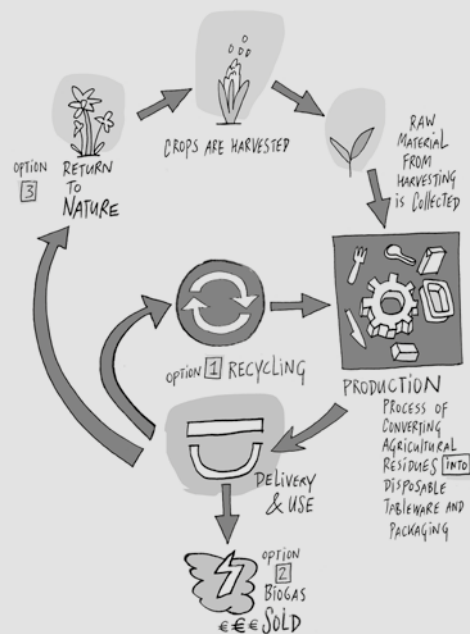 CROPS ARE HARVESTED
RAW
MATERIAL
FROM
HARVESTING
iS COLLECTED
OPTION
3
RETURN
TO
NATURE
OPTION 1 RECYCLING
PRODUCTION
PROCESS OF
CONVERTING
AGRICULTURAL
RESIDUES INTO
DISPOSABLE
TABLEWARE AND
PACKAGING
DELIVERY
& USE
OPTION
2
BIOGAS
€€€ SOLD